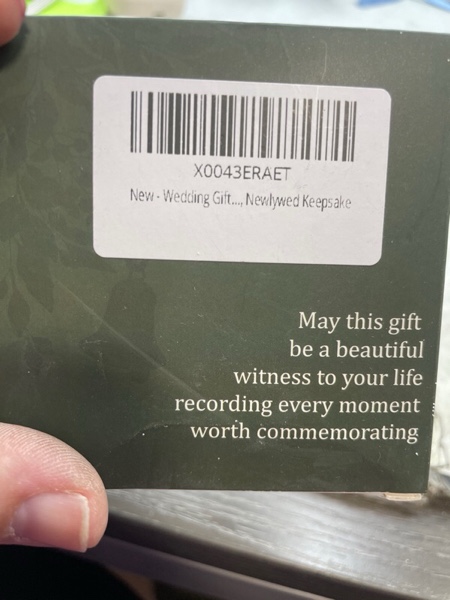 X0043ERAET
New - Wedding Gift..., Newlywed Keepsake
May this gift
be a beautiful
witness to your life
recording every moment
worth commemorating